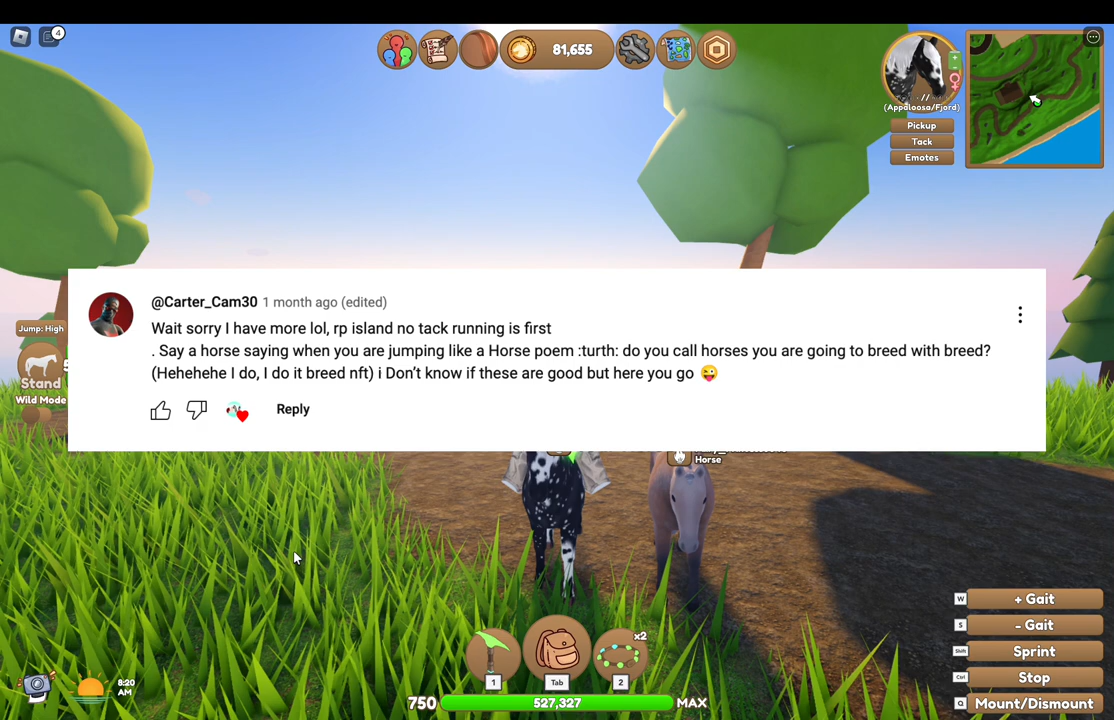 4
81,655
. //
(Appaloosa/Fjord)
Pickup
Tack
Emotes
@Carter_Cam30 1 month ago (edited)
Wait sorry I have more lol, rp island no tack running is first
. Say a horse saying when you are jumping like a Horse poem :turth: do you call horses you are going to breed with breed?
(Hehehehe I do, I do it breed nft) i Don’t know if these are good but here you go 😜
Reply
Jump: High
Stand
Wild Mode
Horse
x2
1
Tab
2
W
+ Gait
S
- Gait
Shift
Sprint
Ctrl
Stop
Q
Mount/Dismount
8:20
AM
750
527,327
MAX